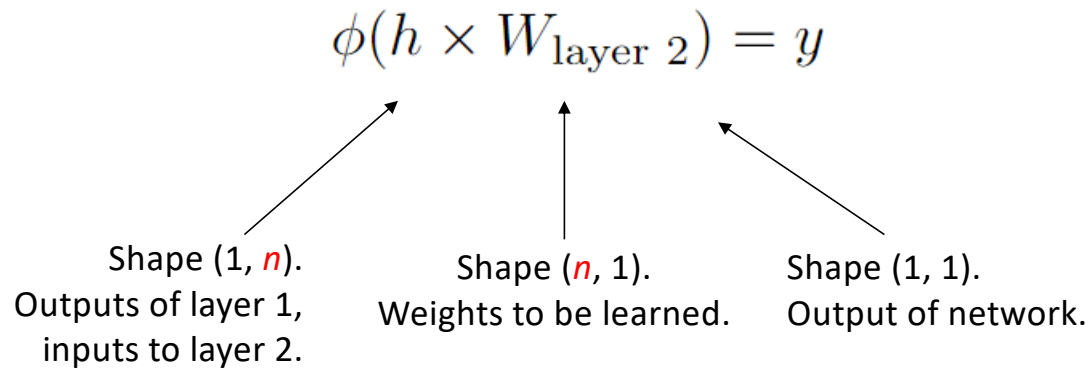 ϕ(h × W_layer 2) = y
Shape (1, n).
Outputs of layer 1,
inputs to layer 2.
Shape (n, 1).
Weights to be learned.
Shape (1, 1).
Output of network.